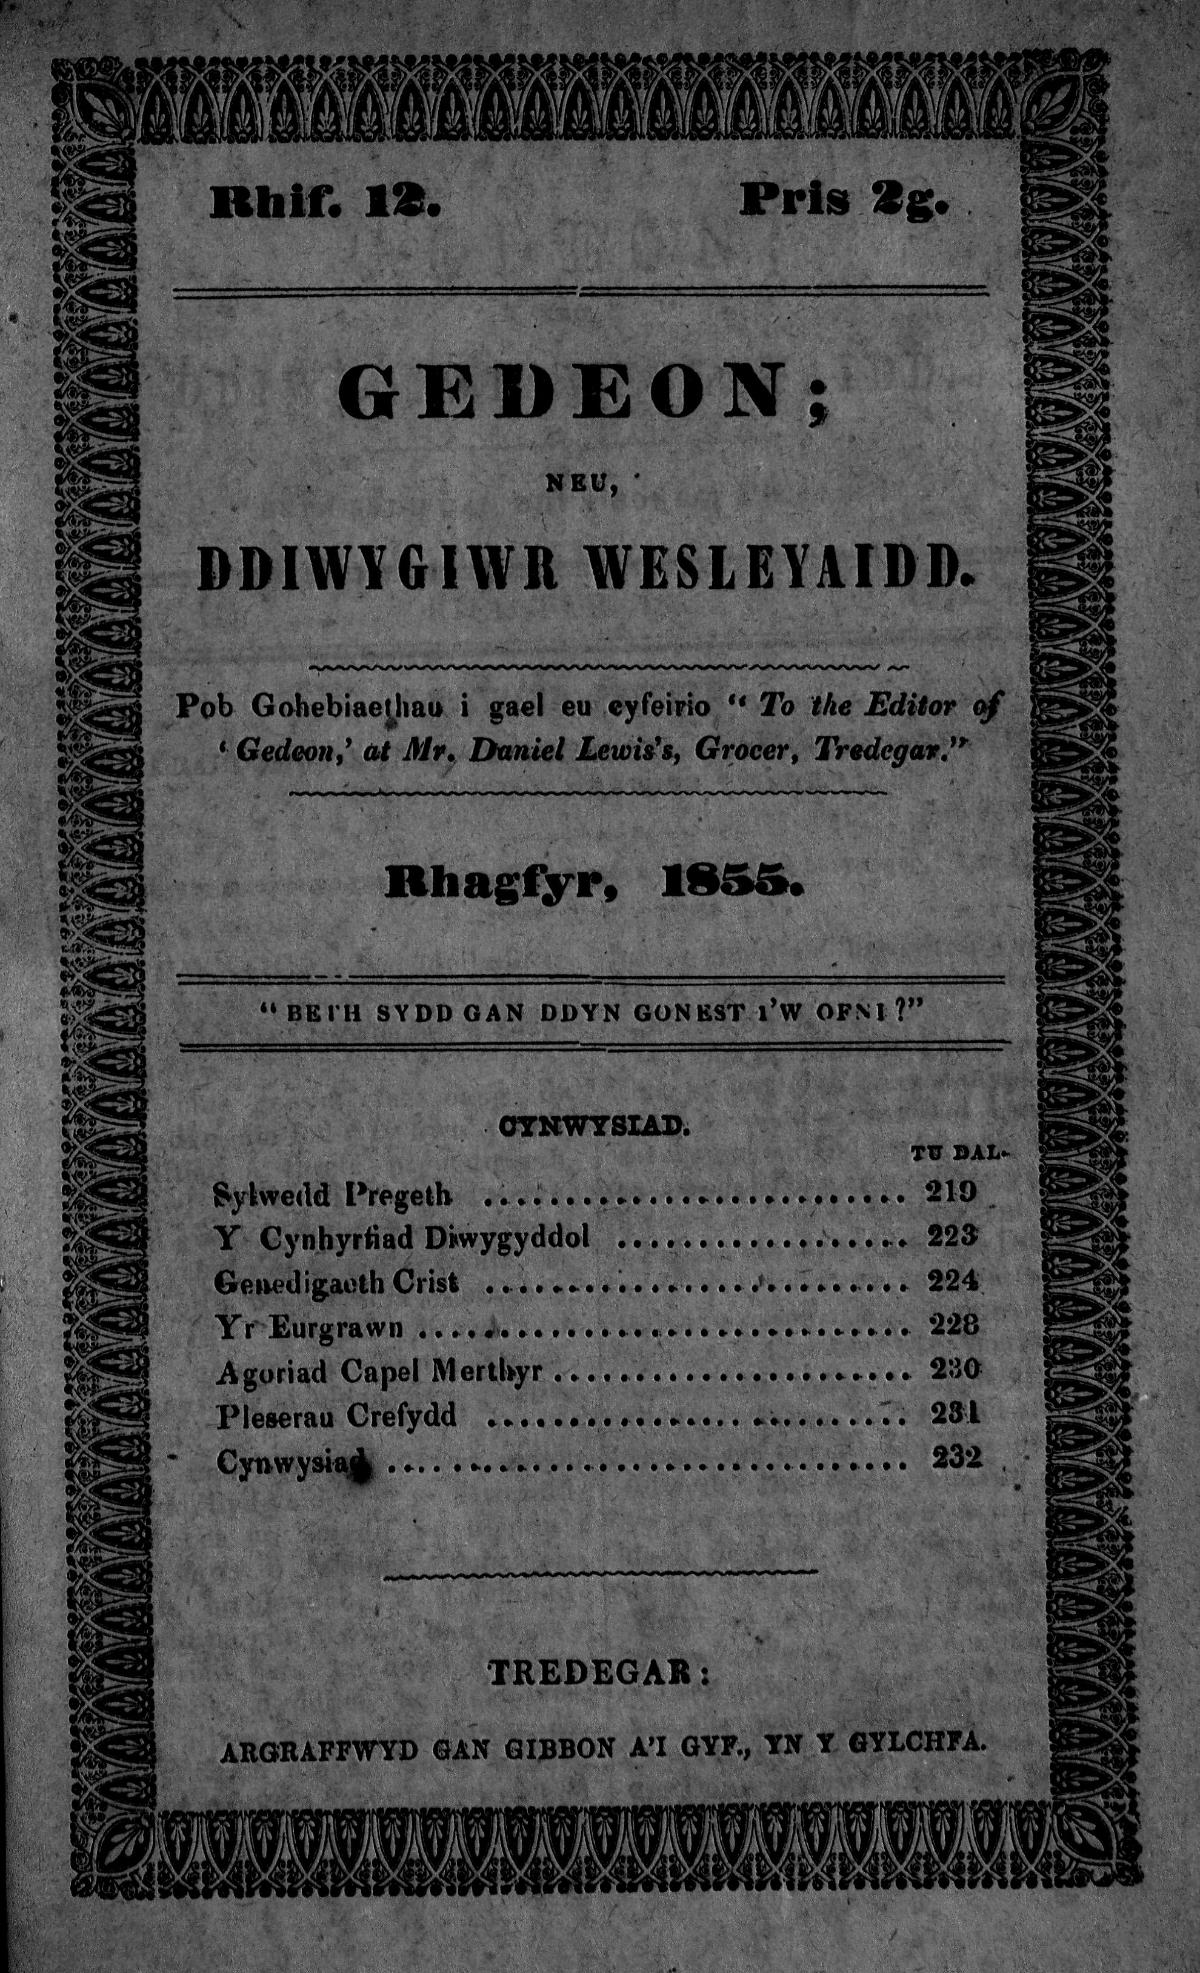 Rhif. 12. Pris 2g.
GEDEON;
NEU,
DDIWYGIWR WESLEYAIDD.
Pob Gohebiaethau i gael eu cyfeirio “ To the Editor of
‘ Gedeon,’ at Mr. Daniel Lewis’s, Grocer, Tredegar.”
Rhagfyr, 1855.
“ BETH SYDD GAN DDYN GONEST I’W OFNI ?”
CYNWYSIAD.
TU DAL.
Sylwedd Pregeth .......................... 219
Y Cynhyrfiad Diwygyddol .................. 223
Genedigaeth Crist .......................... 224
Yr Eurgrawn .............................. 228
Agoriad Capel Merthyr ...................... 230
Pleserau Crefydd .......................... 231
Cynwysiad ................................ 232
TREDEGAR:
ARGRAFFWYD GAN GIBBON A’I GYF., YN Y GYLCHFA.